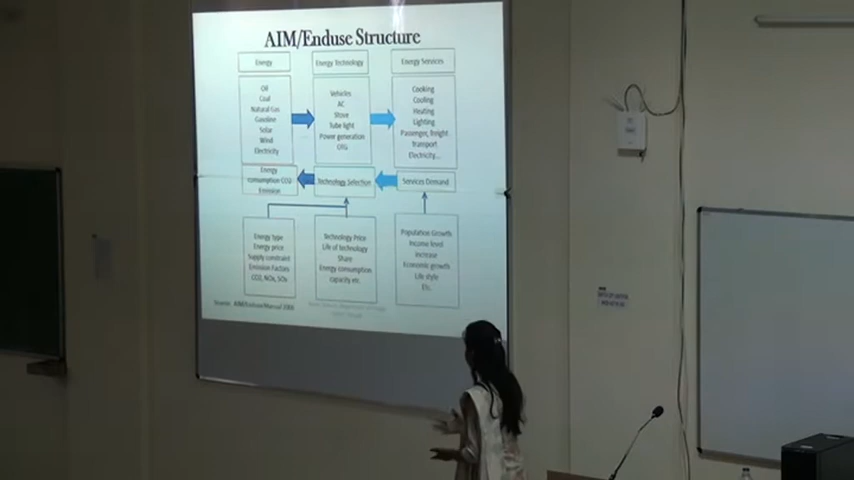 AIM/Enduse Structure
Energy
Energy Technology
Energy Services
Oil
Coal
Natural Gas
Gasoline
Solar
Wind
Electricity
Vehicles
AC
Stove
Tube light
Power generation
Cooking
Cooling
Heating
Lighting
Passenger, freight
transport
Electricity...
Energy
consumption CO2
Emission
Technology Selection
Services Demand
Energy type
Energy price
Supply constraint
Emission Factors
CO2, NOx, SOx
Technology Price
Life of technology
Share
Energy consumption
capacity etc.
Population Growth
Income level
increase
Economic growth
Life style
Etc.
Source: AIM/Enduse Manual